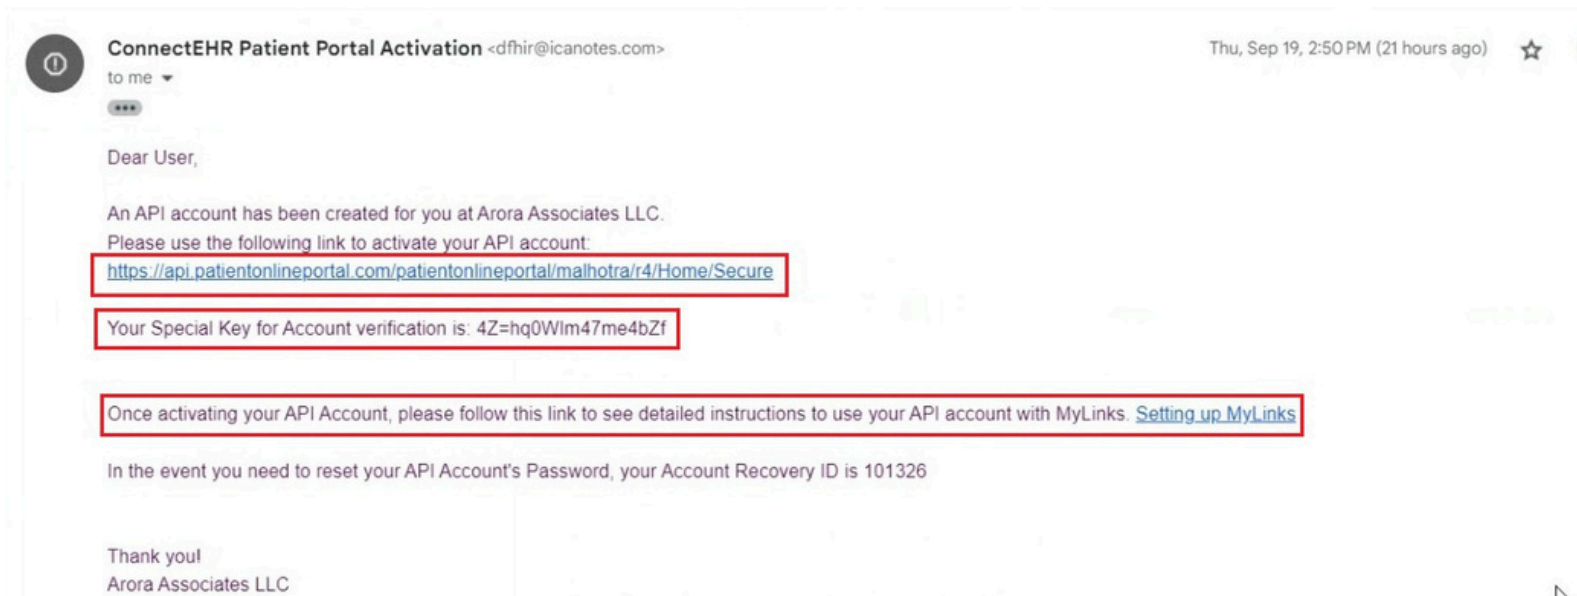 ConnectEHR Patient Portal Activation <dfhir@icanotes.com>
Thu, Sep 19, 2:50 PM (21 hours ago)
to me
Dear User,
An API account has been created for you at Arora Associates LLC.
Please use the following link to activate your API account:
https://api.patientonlineportal.com/patientonlineportal/malhotra/r4/Home/Secure
Your Special Key for Account verification is: 4Z=hq0Wlm47me4bZf
Once activating your API Account, please follow this link to see detailed instructions to use your API account with MyLinks. Setting up MyLinks
In the event you need to reset your API Account's Password, your Account Recovery ID is 101326
Thank you!
Arora Associates LLC